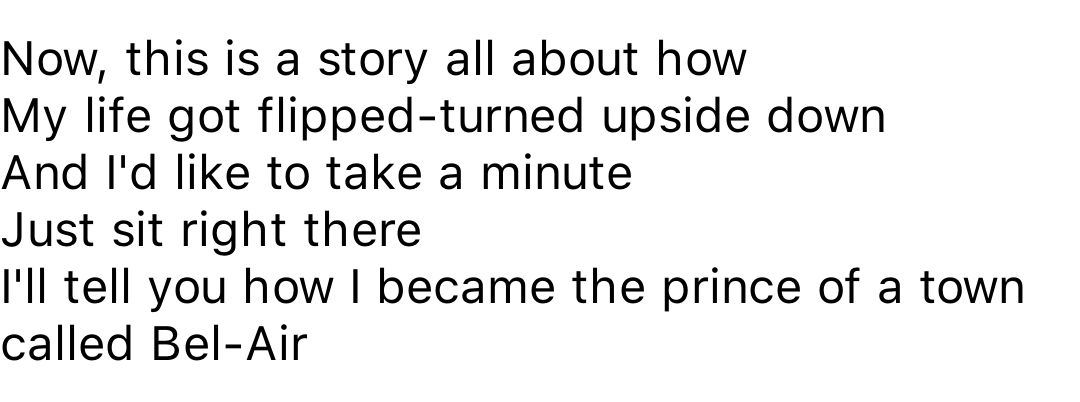 Now, this is a story all about how
My life got flipped-turned upside down
And I'd like to take a minute
Just sit right there
I'll tell you how I became the prince of a town
called Bel-Air